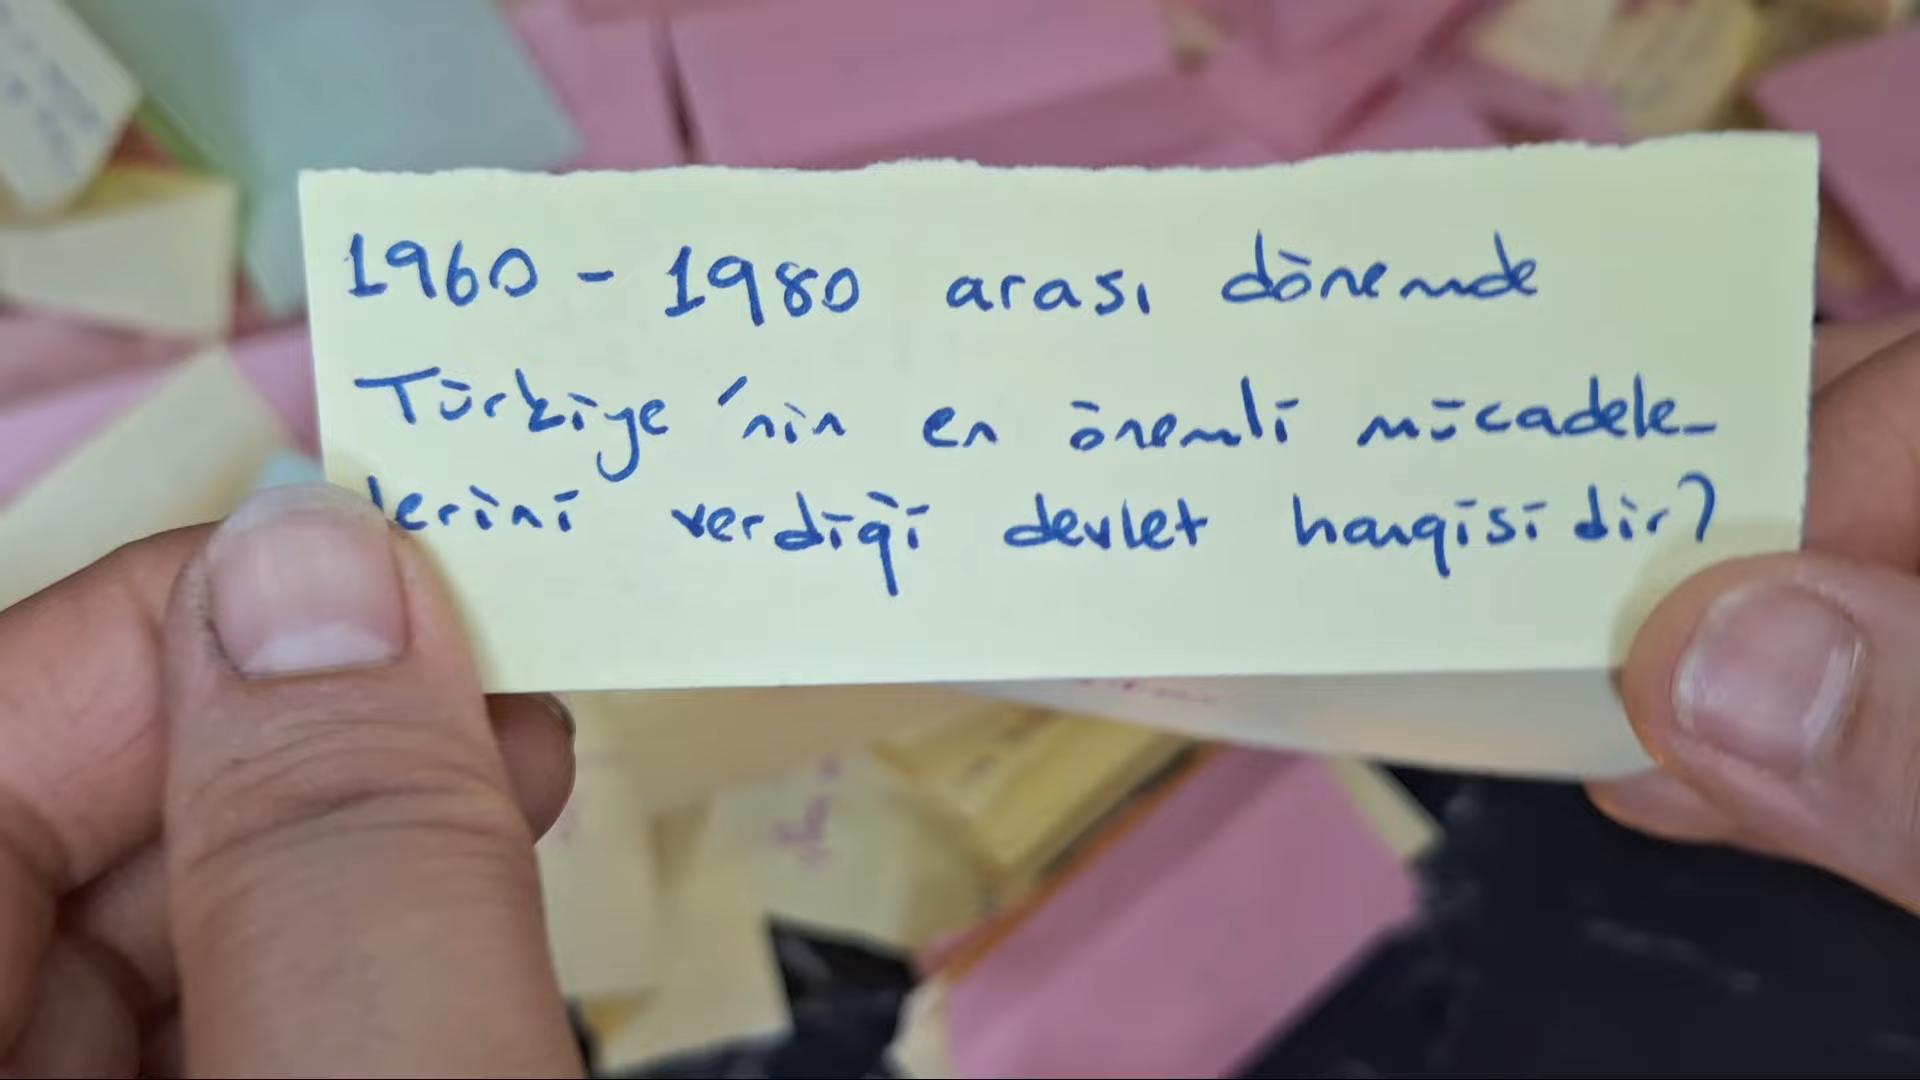 1960 - 1980 arası dönemde
Türkiye'nin en önemli mücadele-
lerini verdiği devlet hangisidir?